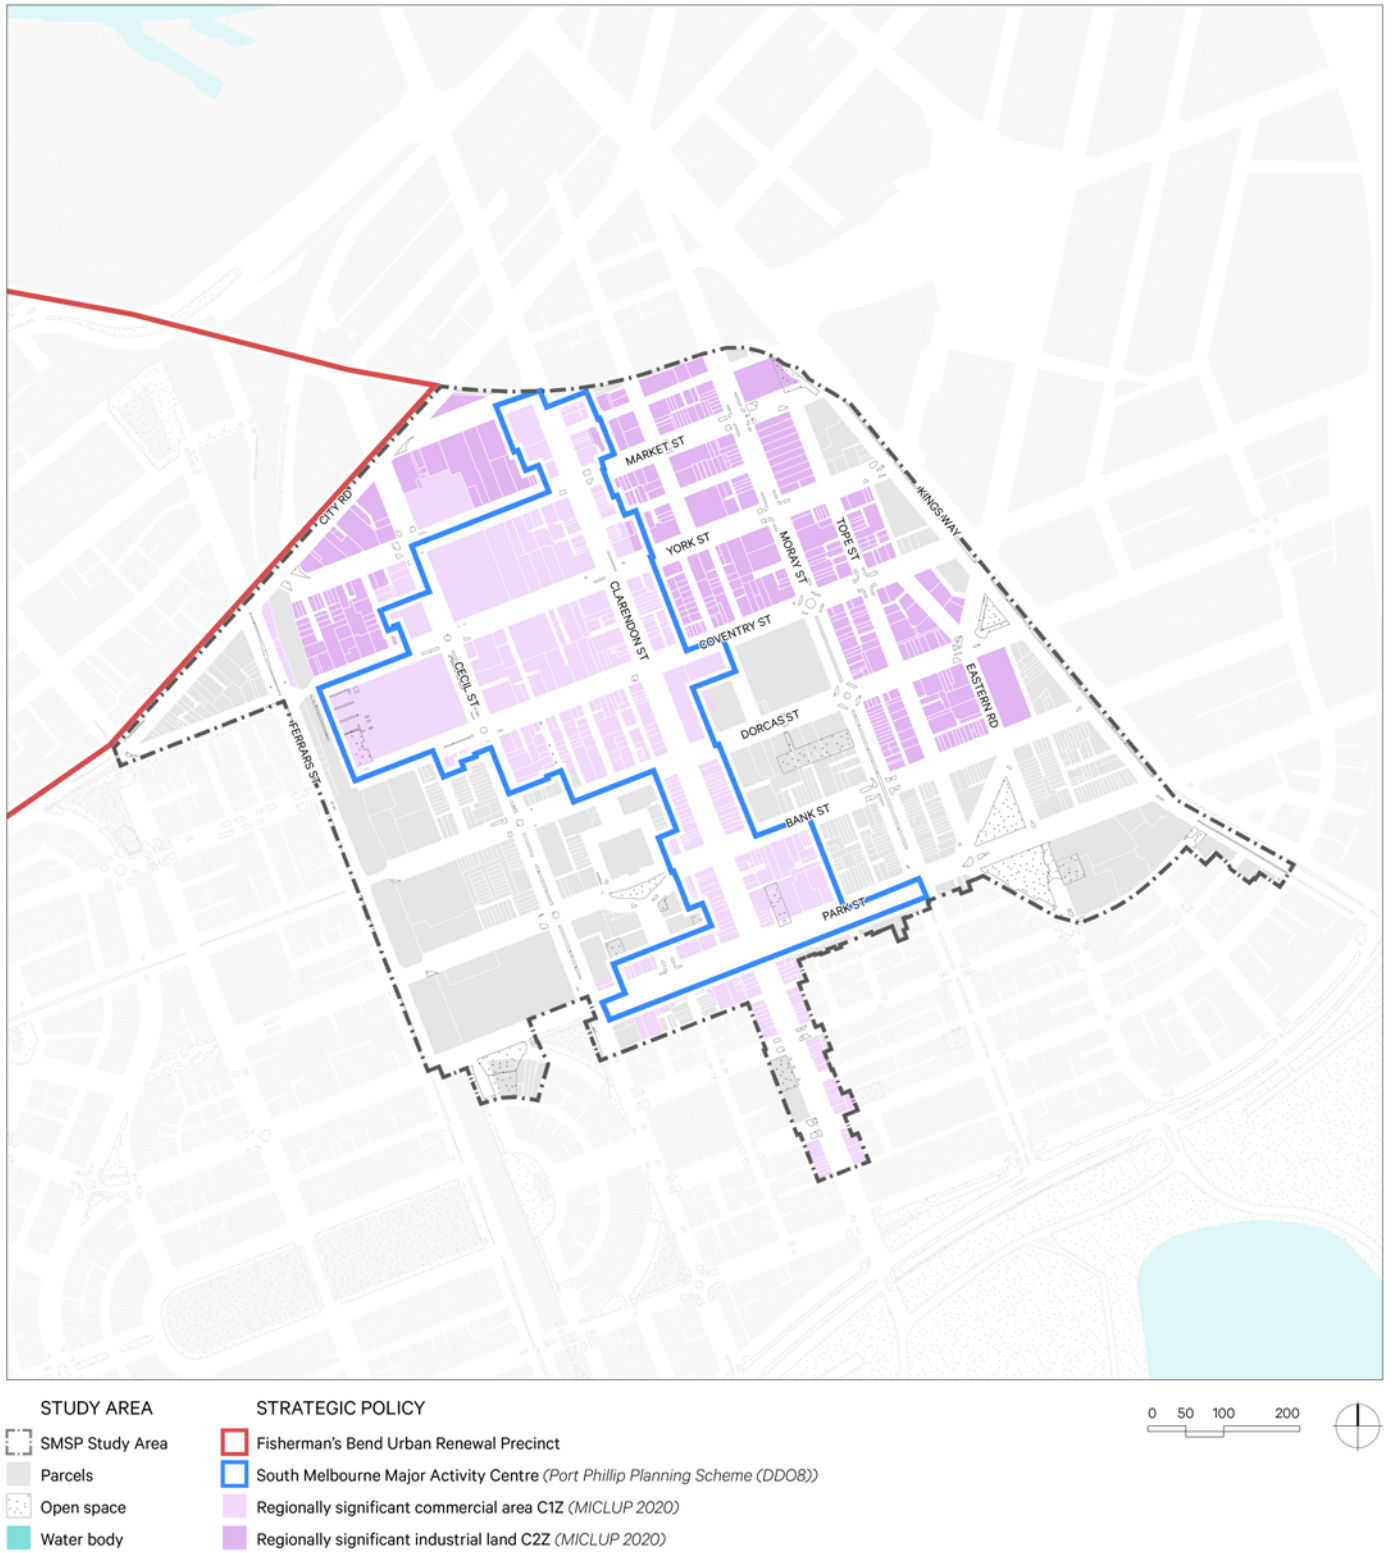 MARKET ST
CITY RD
KINGS WAY
YORK ST
TOPE ST
MORAY ST
CLARENDON ST
COVENTRY ST
CECIL ST
EASTERN RD
DORCAS ST
FERRARS ST
BANK ST
PARK ST
STUDY AREA
SMSP Study Area
Parcels
Open space
Water body
STRATEGIC POLICY
Fisherman's Bend Urban Renewal Precinct
South Melbourne Major Activity Centre (Port Phillip Planning Scheme (DDO8))
Regionally significant commercial area C1Z (MICLUP 2020)
Regionally significant industrial land C2Z (MICLUP 2020)
0 50 100 200